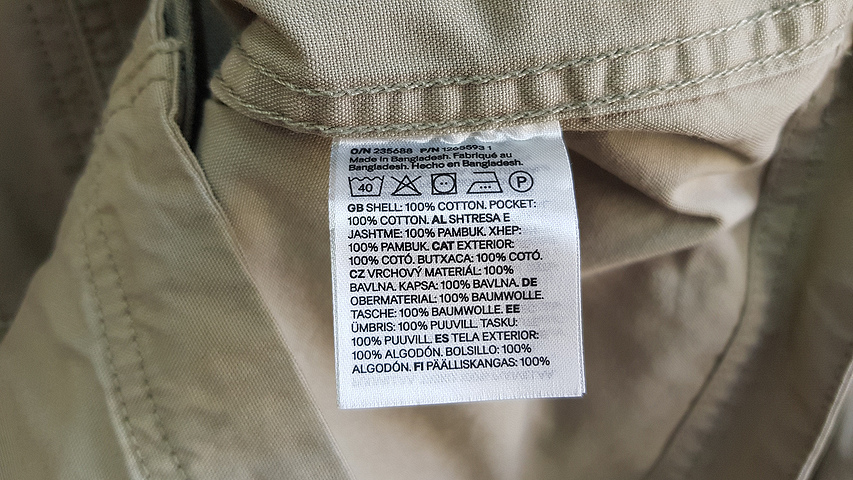 O/N 235688 P/N 1266693 1
Made in Bangladesh. Fabriqué au
Bangladesh. Hecho en Bangladesh.
40 P
GB SHELL: 100% COTTON. POCKET:
100% COTTON. AL SHTRESA E
JASHTME: 100% PAMBUK. XHEP:
100% PAMBUK. CAT EXTERIOR:
100% COTÓ. BUTXACA: 100% COTÓ.
CZ VRCHOVÝ MATERIÁL: 100%
BAVLNA. KAPSA: 100% BAVLNA. DE
OBERMATERIAL: 100% BAUMWOLLE.
TASCHE: 100% BAUMWOLLE. EE
ÜMBRIS: 100% PUUVILL. TASKU:
100% PUUVILL. ES TELA EXTERIOR:
100% ALGODÓN. BOLSILLO: 100%
ALGODÓN. FI PÄÄLLISKANGAS: 100%